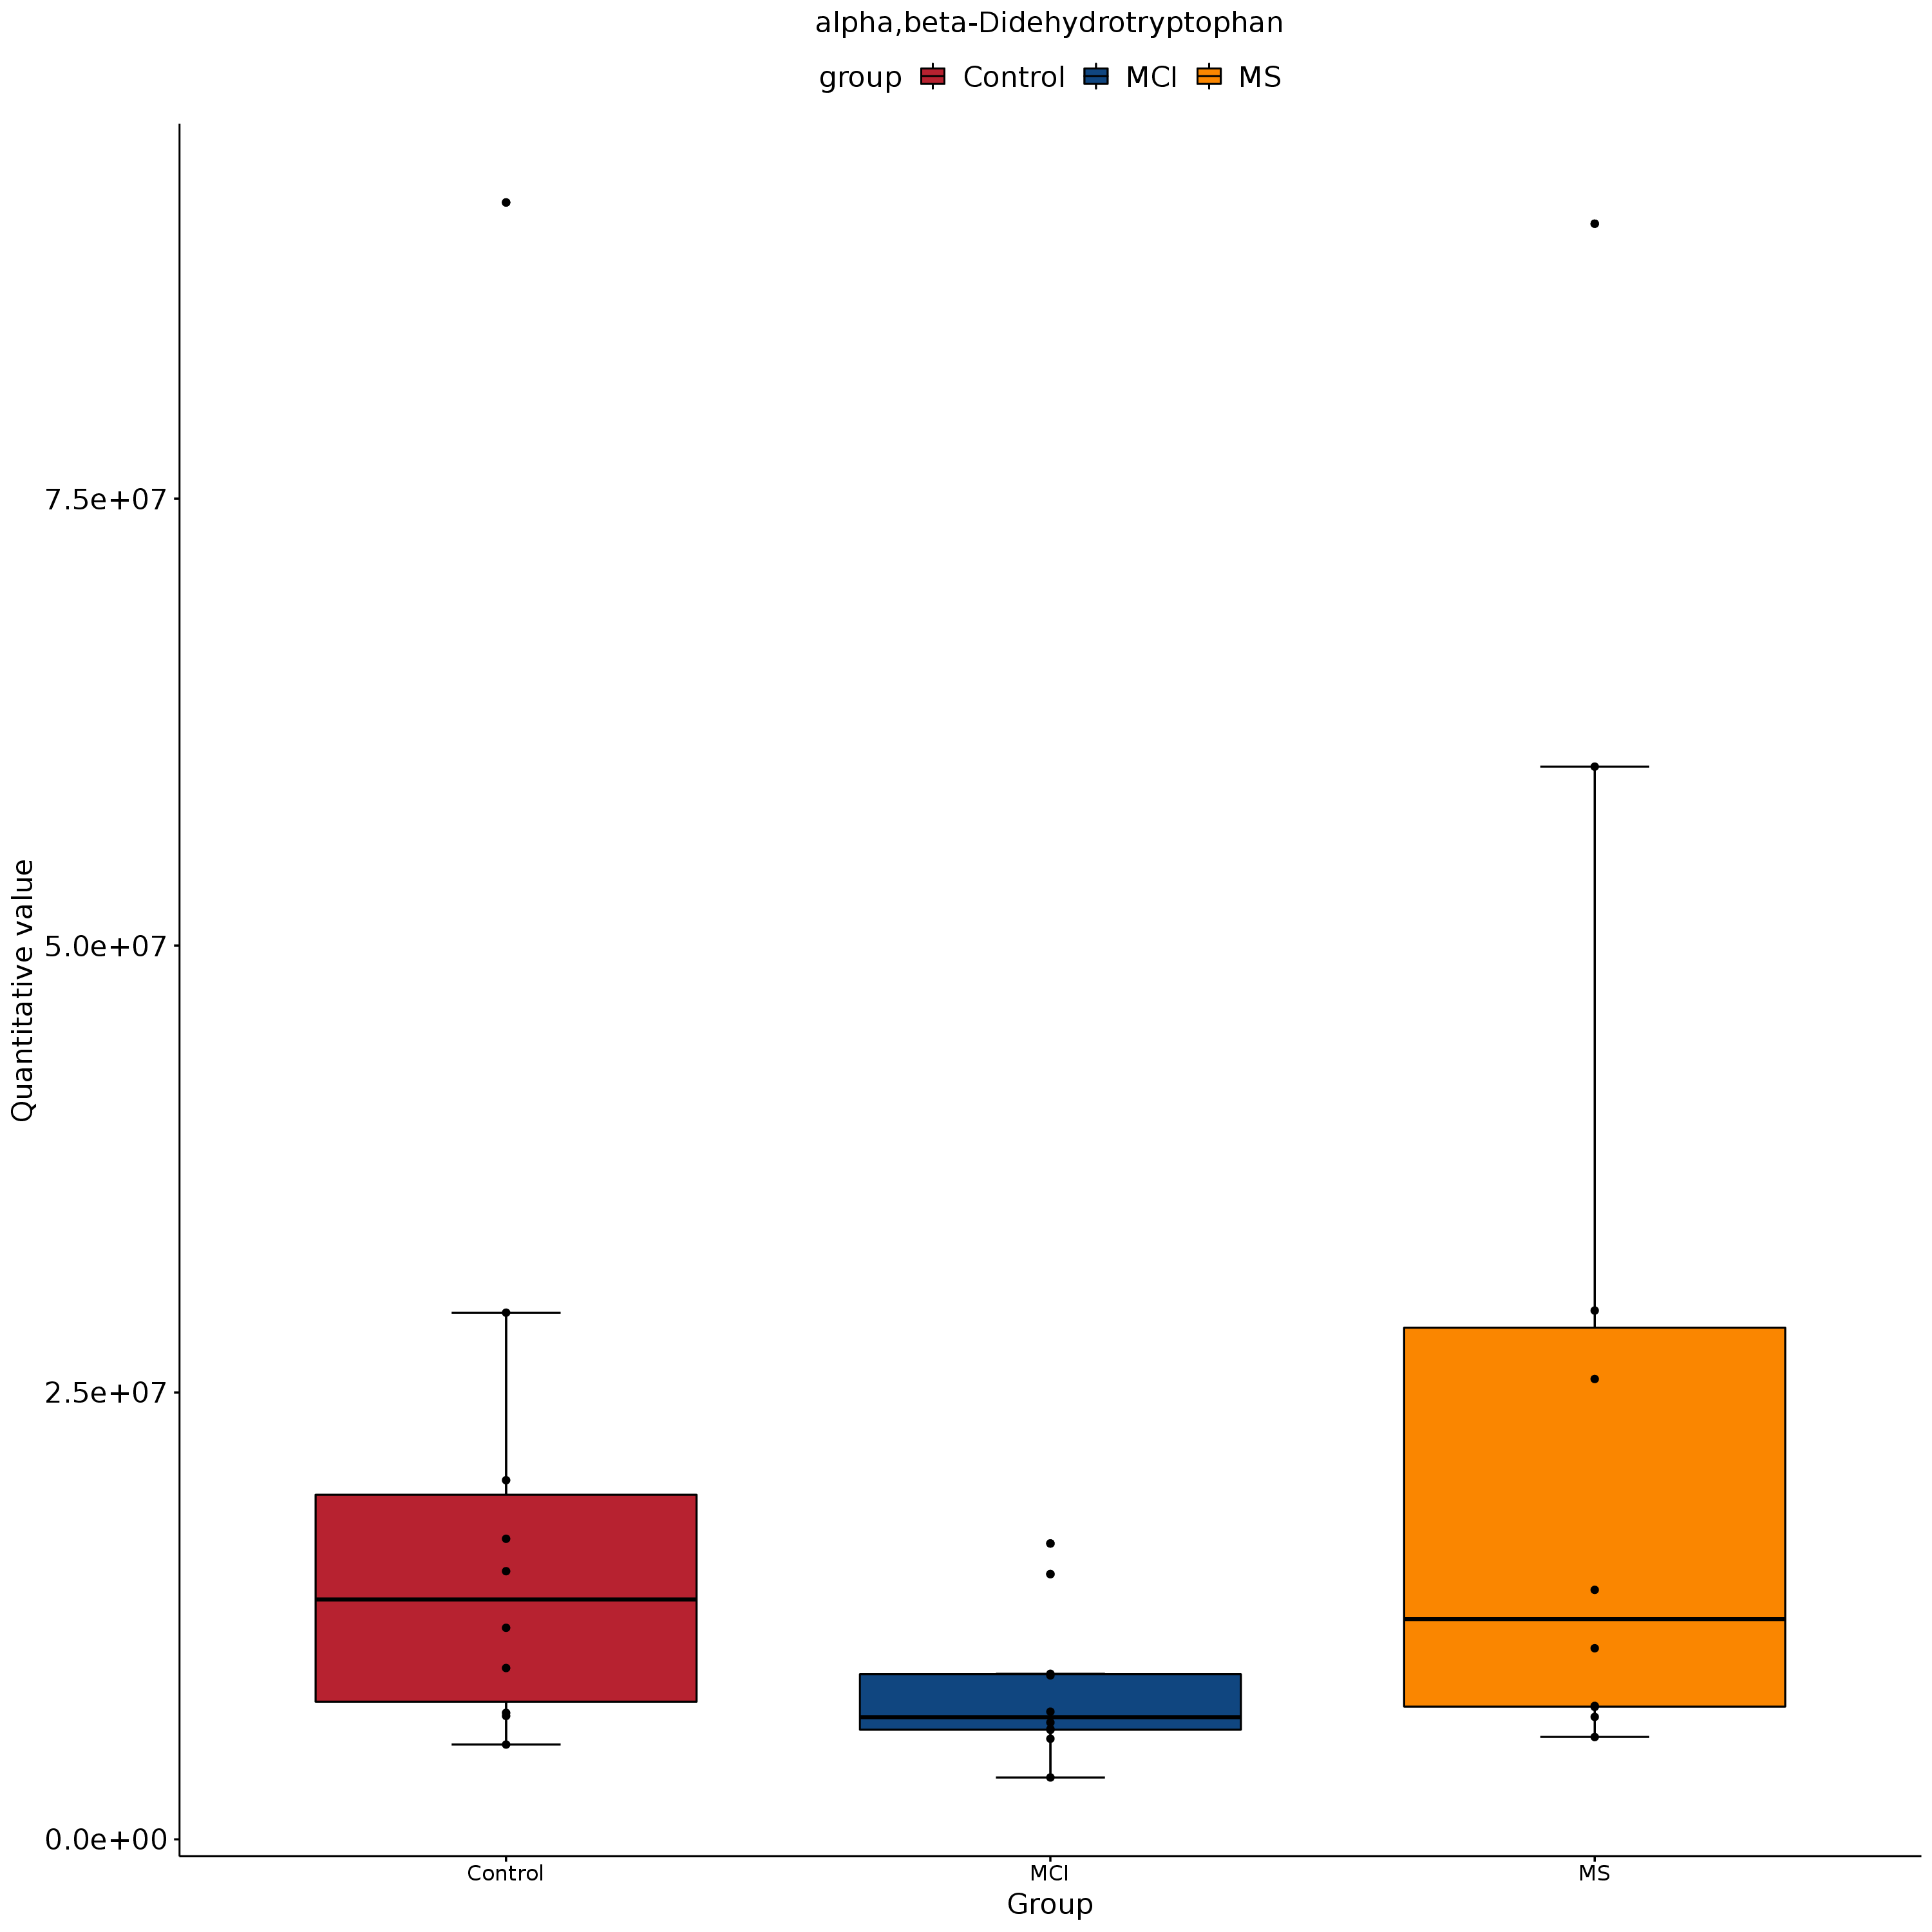 alpha,beta-Didehydrotryptophan
group Control MCI MS
Quantitative value
7.5e+07
5.0e+07
2.5e+07
0.0e+00
Control MCI MS
Group